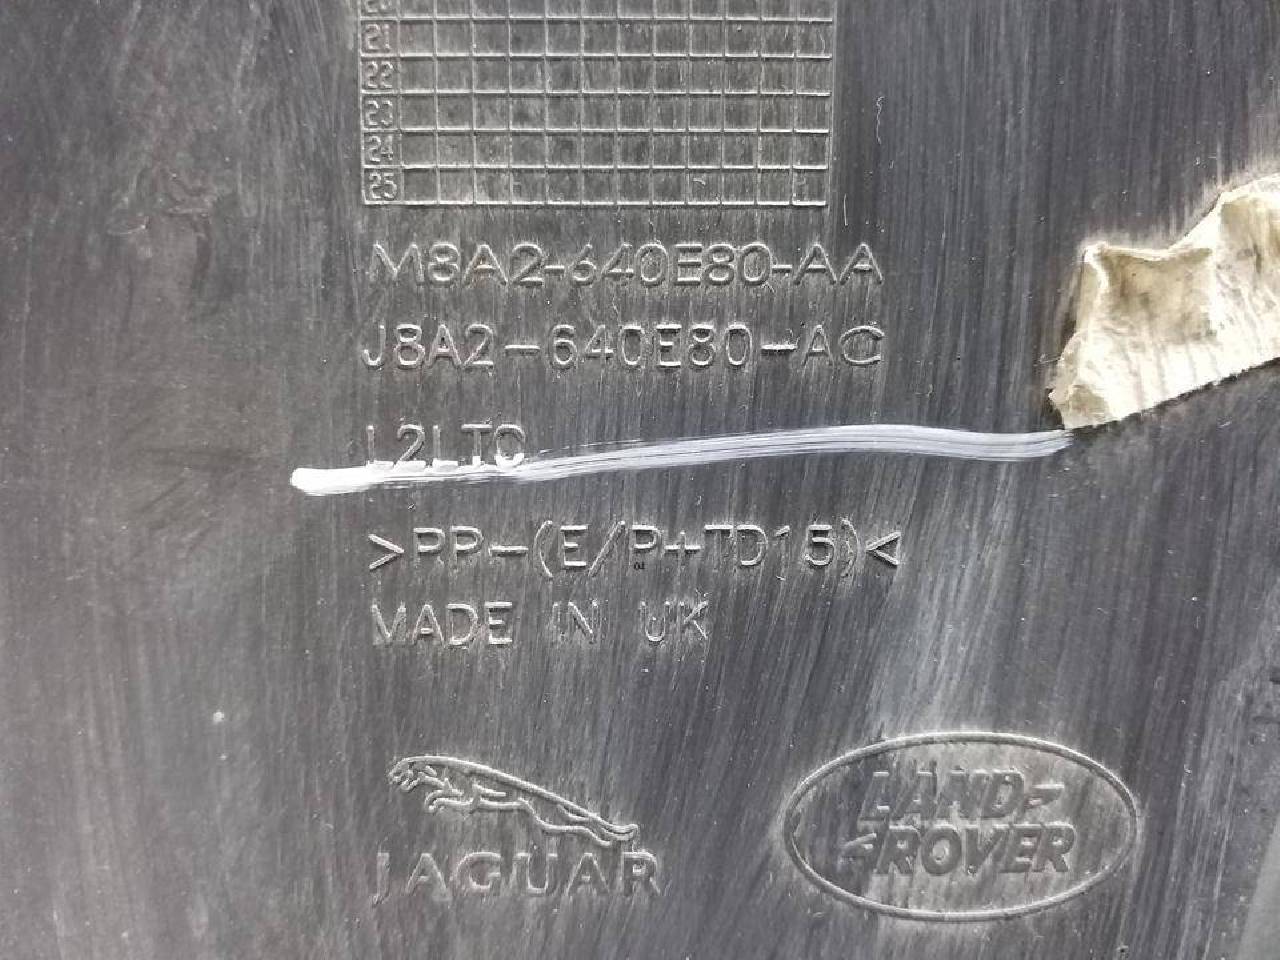 21
22
23
24
25
M8A2-640E80-AA
J8A2-640E80-AC
L2LTC
>PP-(E/P+TD15)<
MADE IN UK
JAGUAR
LAND
ROVER